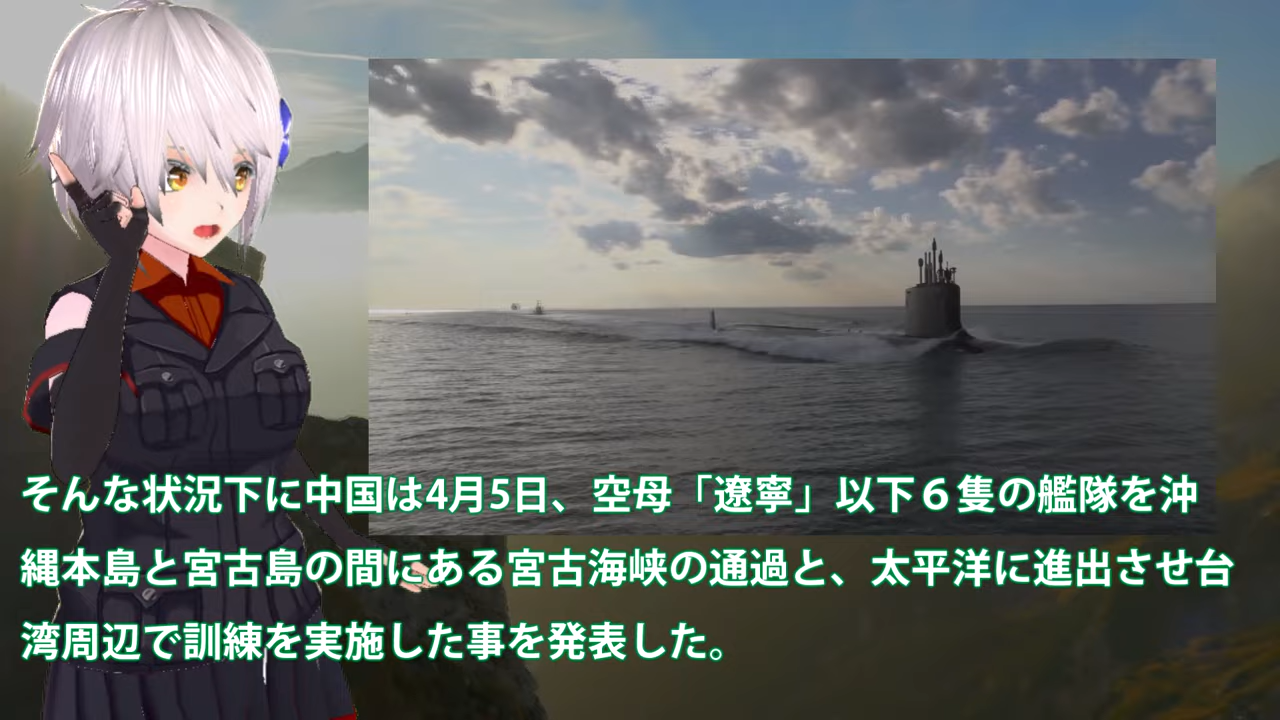 そんな状況下に中国は4月5日、空母「遼寧」以下６隻の艦隊を沖
縄本島と宮古島の間にある宮古海峡の通過と、太平洋に進出させ台
湾周辺で訓練を実施した事を発表した。